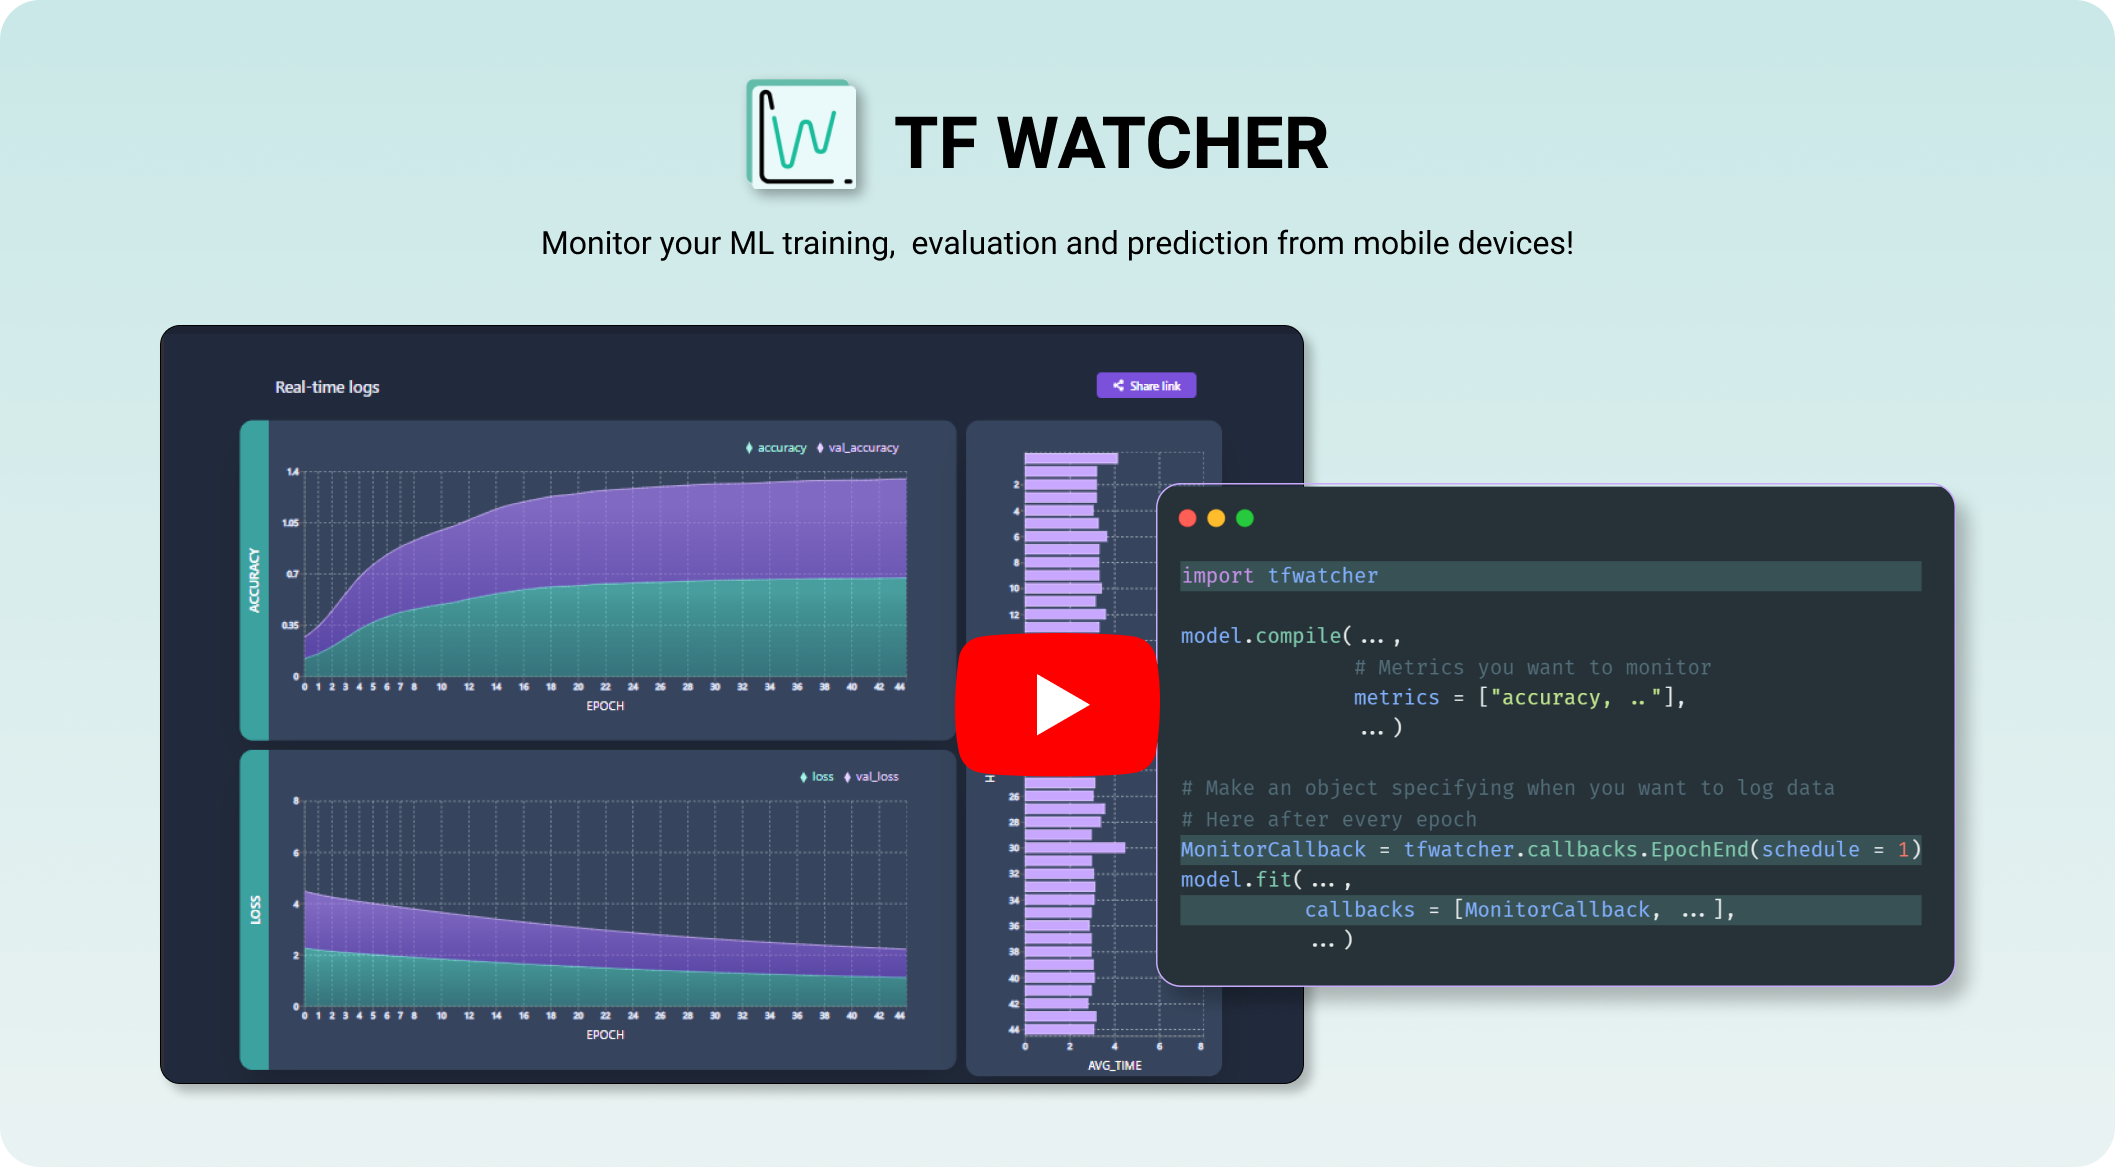 TF WATCHER
Monitor your ML training, evaluation and prediction from mobile devices!
Real-time logs
Share link
ACCURACY
accuracy val_accuracy
1.4
1.05
0.7
0.35
0
0 1 2 3 4 5 6 7 8 10 12 14 16 18 20 22 24 26 28 30 32 34 36 38 40 42 44
EPOCH
LOSS
loss val_loss
8
6
4
2
0
0 1 2 3 4 5 6 7 8 10 12 14 16 18 20 22 24 26 28 30 32 34 36 38 40 42 44
EPOCH
2
4
6
8
10
12
H
26
28
30
32
34
36
38
40
42
44
0 2 4 6 8
AVG_TIME
import tfwatcher
model.compile(...,
# Metrics you want to monitor
metrics = ["accuracy, .."],
...)
# Make an object specifying when you want to log data
# Here after every epoch
MonitorCallback = tfwatcher.callbacks.EpochEnd(schedule = 1)
model.fit(...,
callbacks = [MonitorCallback, ...],
...)